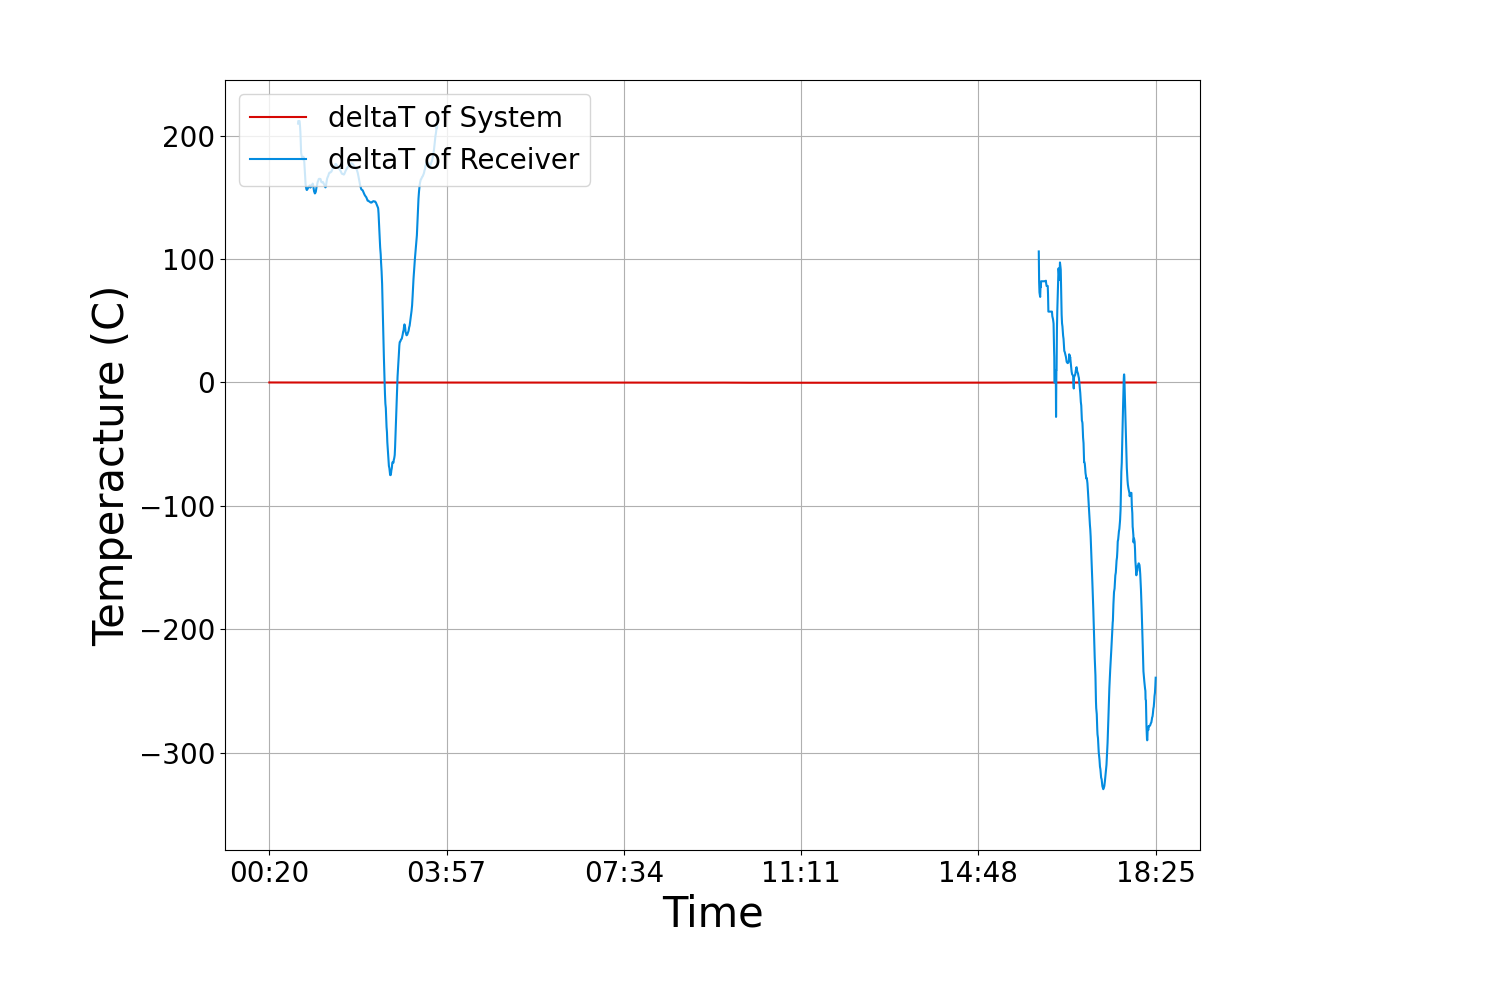 deltaT of System
deltaT of Receiver
200
100
0
−100
−200
−300
Temperacture (C)
00:20 03:57 07:34 11:11 14:48 18:25
Time